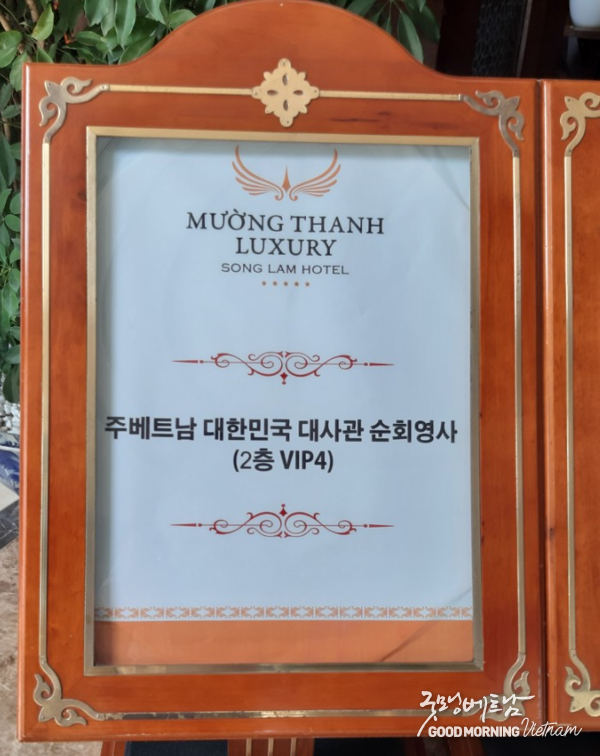 MƯỜNG THANH
LUXURY
SONG LAM HOTEL
주베트남 대한민국 대사관 순회영사
(2층 VIP4)
굿모닝베트남
GOOD MORNING Vietnam